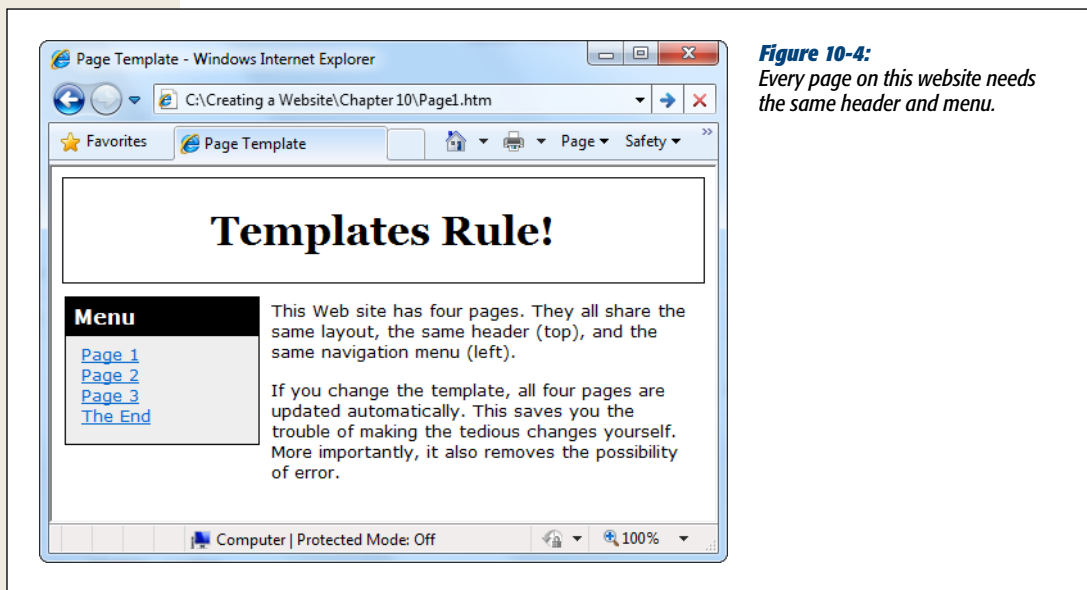 Page Template - Windows Internet Explorer
C:\Creating a Website\Chapter 10\Page1.htm
Favorites
Page Template
Page
Safety
»
Templates Rule!
Menu
Page 1
Page 2
Page 3
The End
This Web site has four pages. They all share the
same layout, the same header (top), and the
same navigation menu (left).
If you change the template, all four pages are
updated automatically. This saves you the
trouble of making the tedious changes yourself.
More importantly, it also removes the possibility
of error.
Computer | Protected Mode: Off
100%
Figure 10-4:
Every page on this website needs
the same header and menu.